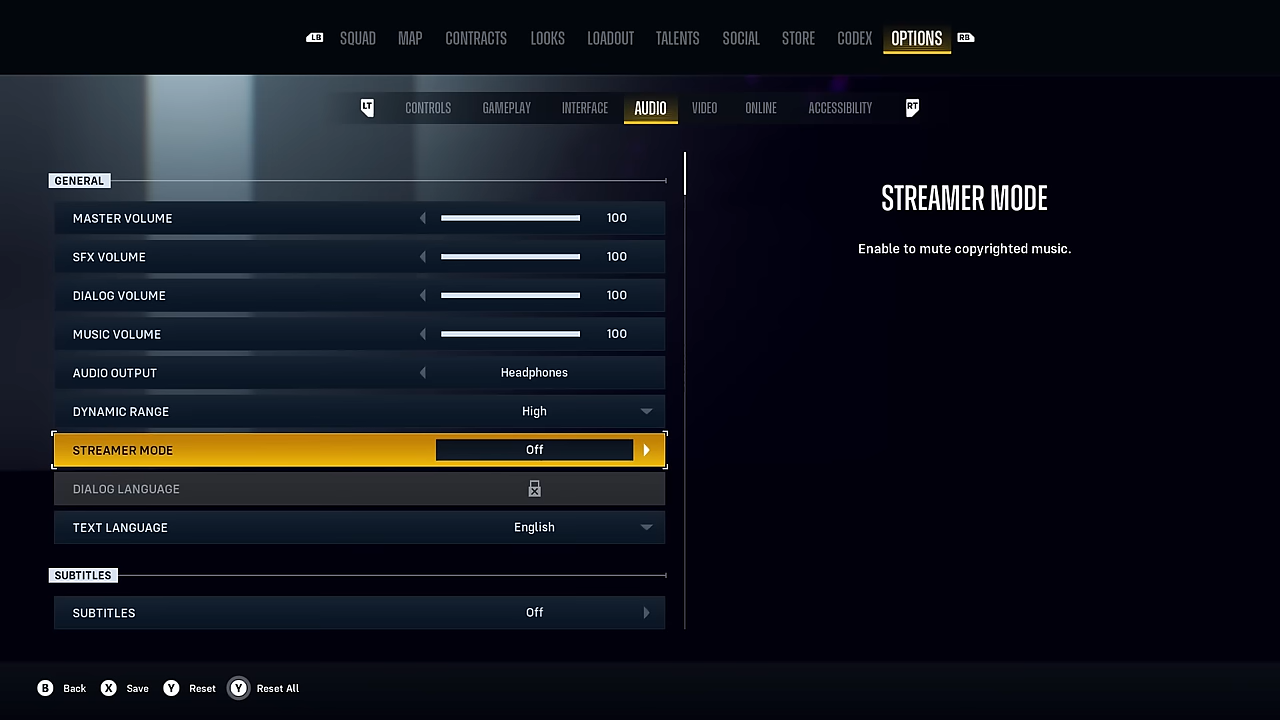 LB SQUAD MAP CONTRACTS LOOKS LOADOUT TALENTS SOCIAL STORE CODEX OPTIONS RB
LT CONTROLS GAMEPLAY INTERFACE AUDIO VIDEO ONLINE ACCESSIBILITY RT
GENERAL
MASTER VOLUME 100
SFX VOLUME 100
DIALOG VOLUME 100
MUSIC VOLUME 100
AUDIO OUTPUT Headphones
DYNAMIC RANGE High
STREAMER MODE Off
DIALOG LANGUAGE
TEXT LANGUAGE English
SUBTITLES
SUBTITLES Off
STREAMER MODE
Enable to mute copyrighted music.
B Back X Save Y Reset Y Reset All